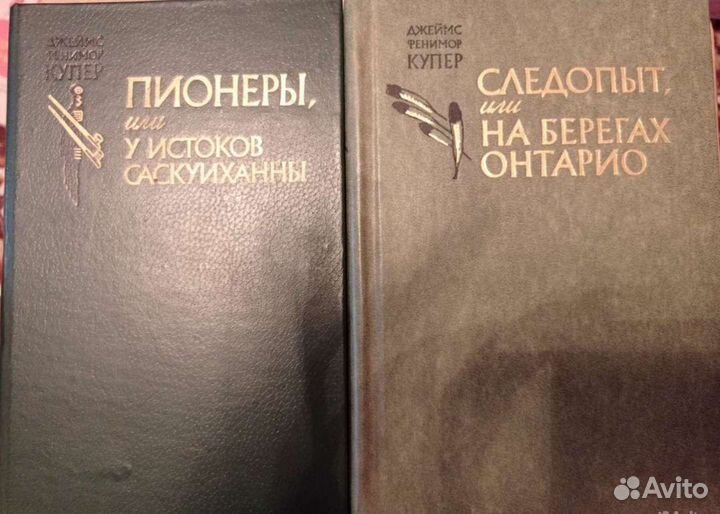 ДЖЕЙМС
ФЕНИМОР
КУПЕР
ПИОНЕРЫ,
или
У ИСТОКОВ
САСКУИХАННЫ
ДЖЕЙМС
ФЕНИМОР
КУПЕР
СЛЕДОПЫТ,
или
НА БЕРЕГАХ
ОНТАРИО
Avito